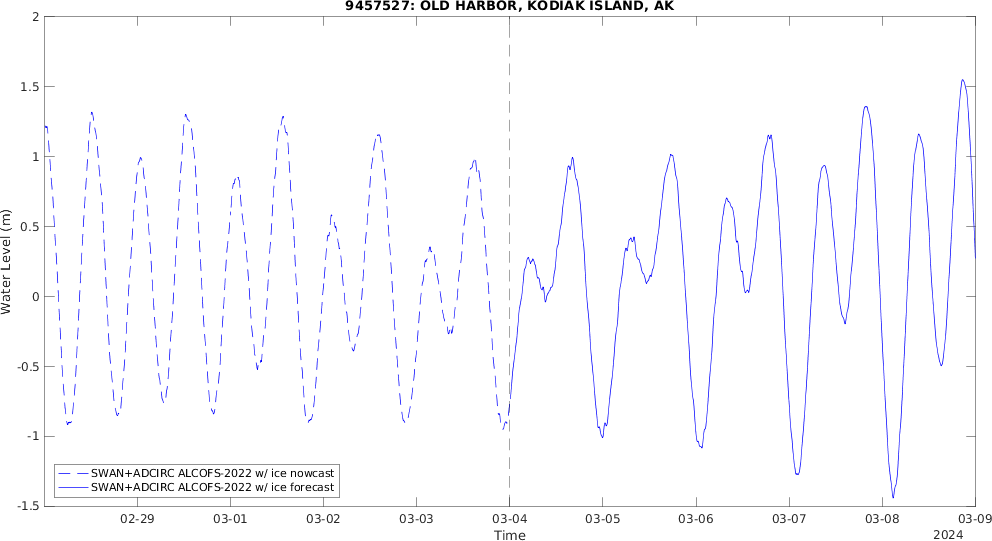 9457527: OLD HARBOR, KODIAK ISLAND, AK
2
1.5
1
0.5
0
-0.5
-1
-1.5
Water Level (m)
SWAN+ADCIRC ALCOFS-2022 w/ ice nowcast
SWAN+ADCIRC ALCOFS-2022 w/ ice forecast
02-29 03-01 03-02 03-03 03-04 03-05 03-06 03-07 03-08 03-09
Time
2024